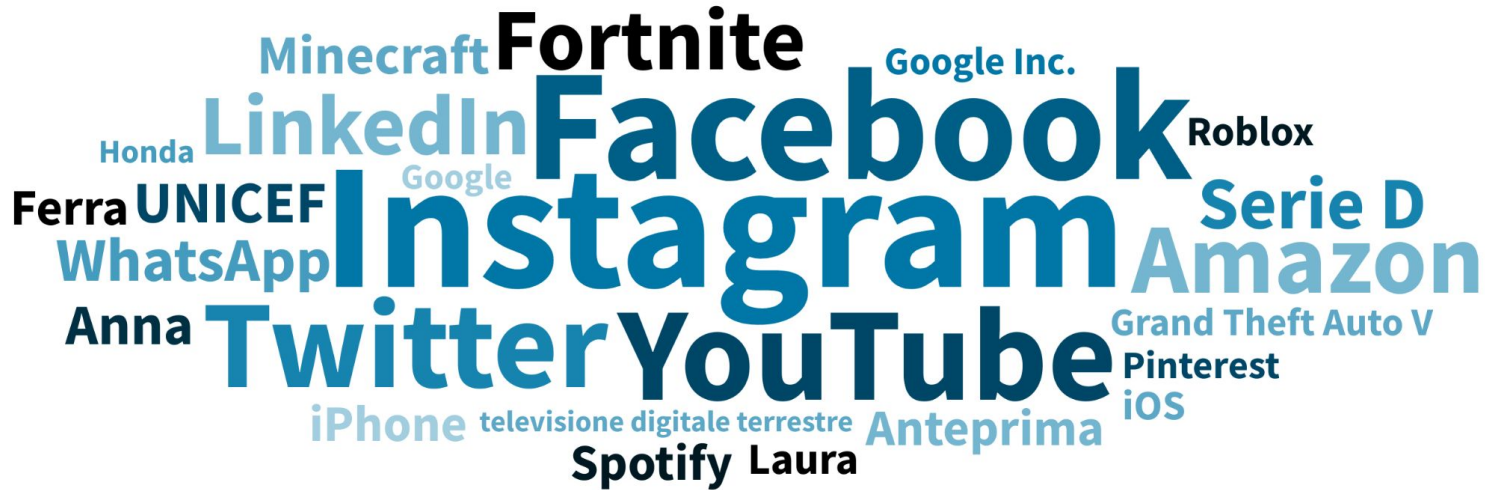 Fortnite
Minecraft
Google Inc.
Facebook
LinkedIn
Roblox
Honda
Google
Instagram
Ferra
UNICEF
Serie D
WhatsApp
Amazon
Anna
Twitter
YouTube
Grand Theft Auto V
Pinterest
iOS
iPhone
televisione digitale terrestre
Anteprima
Spotify
Laura